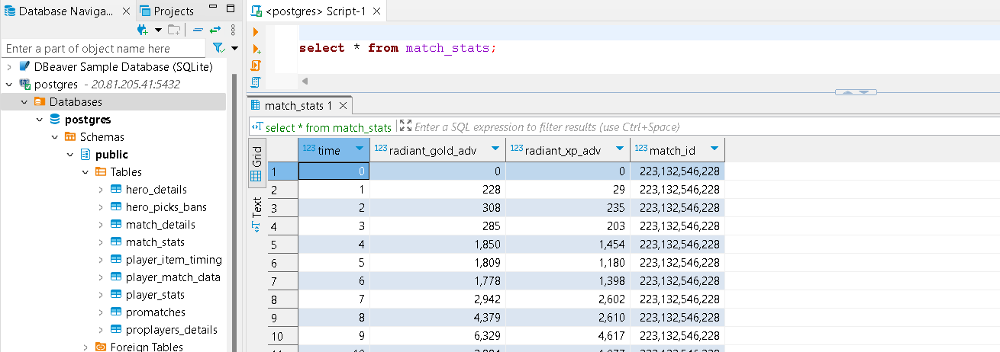 Database Naviga...
Projects
Enter a part of object name here
DBeaver Sample Database (SQLite)
postgres - 20.81.205.41:5432
Databases
postgres
Schemas
public
Tables
hero_details
hero_picks_bans
match_details
match_stats
player_item_timing
player_match_data
player_stats
promatches
proplayers_details
Foreign Tables
<postgres> Script-1
select * from match_stats;
match_stats 1
select * from match_stats Enter a SQL expression to filter results (use Ctrl+Space)
Grid
Text
123 time 123 radiant_gold_adv 123 radiant_xp_adv 123 match_id
1 0 0 0 223,132,546,228
2 1 228 29 223,132,546,228
3 2 308 235 223,132,546,228
4 3 285 203 223,132,546,228
5 4 1,850 1,454 223,132,546,228
6 5 1,809 1,180 223,132,546,228
7 6 1,778 1,398 223,132,546,228
8 7 2,942 2,602 223,132,546,228
9 8 4,379 2,610 223,132,546,228
10 9 6,329 4,617 223,132,546,228